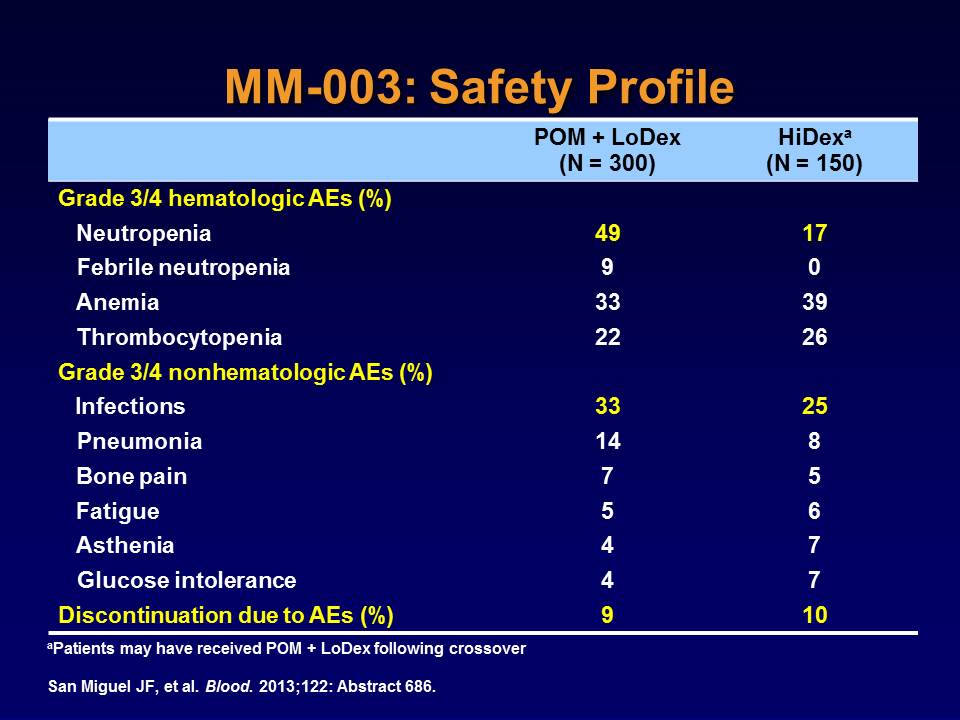 MM-003: Safety Profile
POM + LoDex HiDexᵃ
(N = 300) (N = 150)
Grade 3/4 hematologic AEs (%)
Neutropenia 49 17
Febrile neutropenia 9 0
Anemia 33 39
Thrombocytopenia 22 26
Grade 3/4 nonhematologic AEs (%)
Infections 33 25
Pneumonia 14 8
Bone pain 7 5
Fatigue 5 6
Asthenia 4 7
Glucose intolerance 4 7
Discontinuation due to AEs (%) 9 10
ᵃPatients may have received POM + LoDex following crossover
San Miguel JF, et al. Blood. 2013;122: Abstract 686.